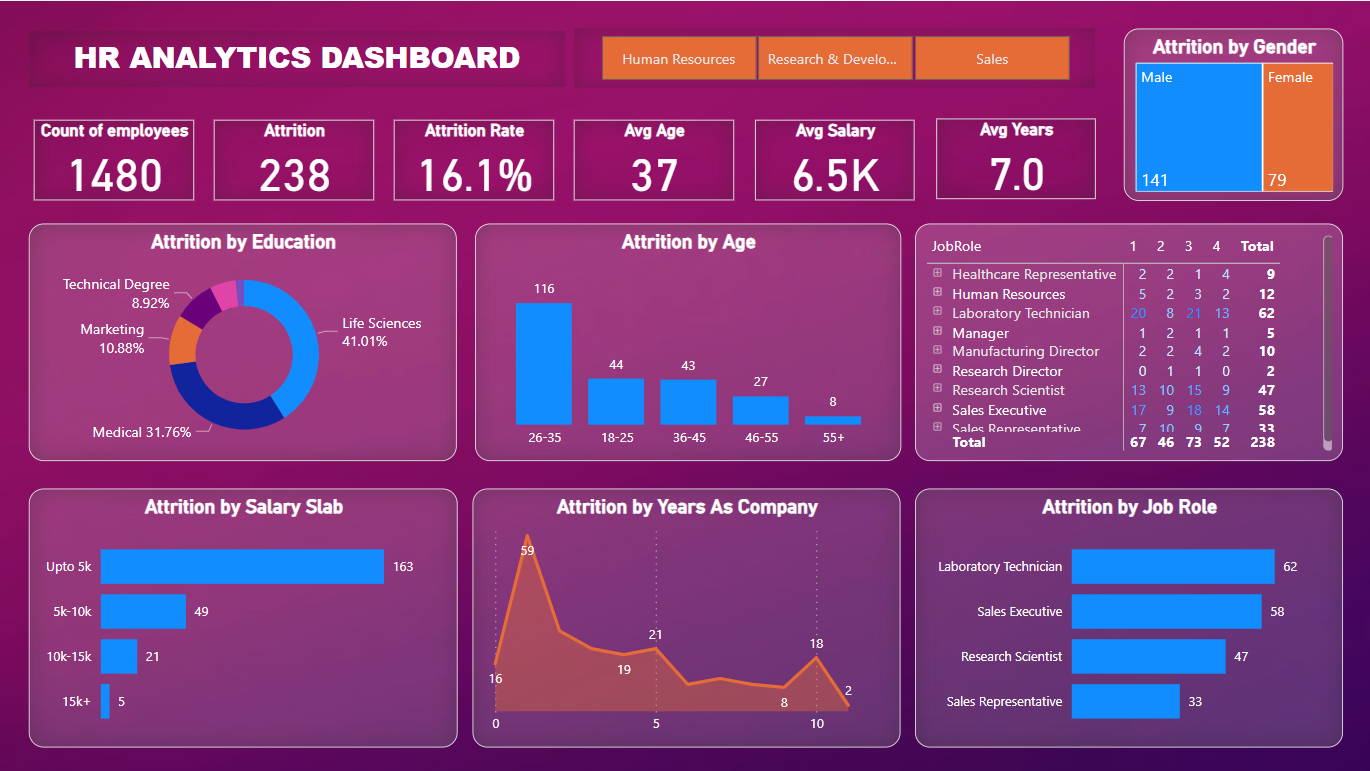 HR ANALYTICS DASHBOARD
Human Resources
Research & Develo...
Sales
Attrition by Gender
Male
Female
141
79
Count of employees
1480
Attrition
238
Attrition Rate
16.1%
Avg Age
37
Avg Salary
6.5K
Avg Years
7.0
Attrition by Education
Technical Degree
8.92%
Marketing
10.88%
Life Sciences
41.01%
Medical 31.76%
Attrition by Age
116
44
43
27
8
26-35 18-25 36-45 46-55 55+
JobRole 1 2 3 4 Total
Healthcare Representative 2 2 1 4 9
Human Resources 5 2 3 2 12
Laboratory Technician 20 8 21 13 62
Manager 1 2 1 1 5
Manufacturing Director 2 2 4 2 10
Research Director 0 1 1 0 2
Research Scientist 13 10 15 9 47
Sales Executive 17 9 18 14 58
Sales Representative 7 10 9 7 33
Total 67 46 73 52 238
Attrition by Salary Slab
Upto 5k 163
5k-10k 49
10k-15k 21
15k+ 5
Attrition by Years As Company
59
16
19
21
8
18
2
0 5 10
Attrition by Job Role
Laboratory Technician 62
Sales Executive 58
Research Scientist 47
Sales Representative 33